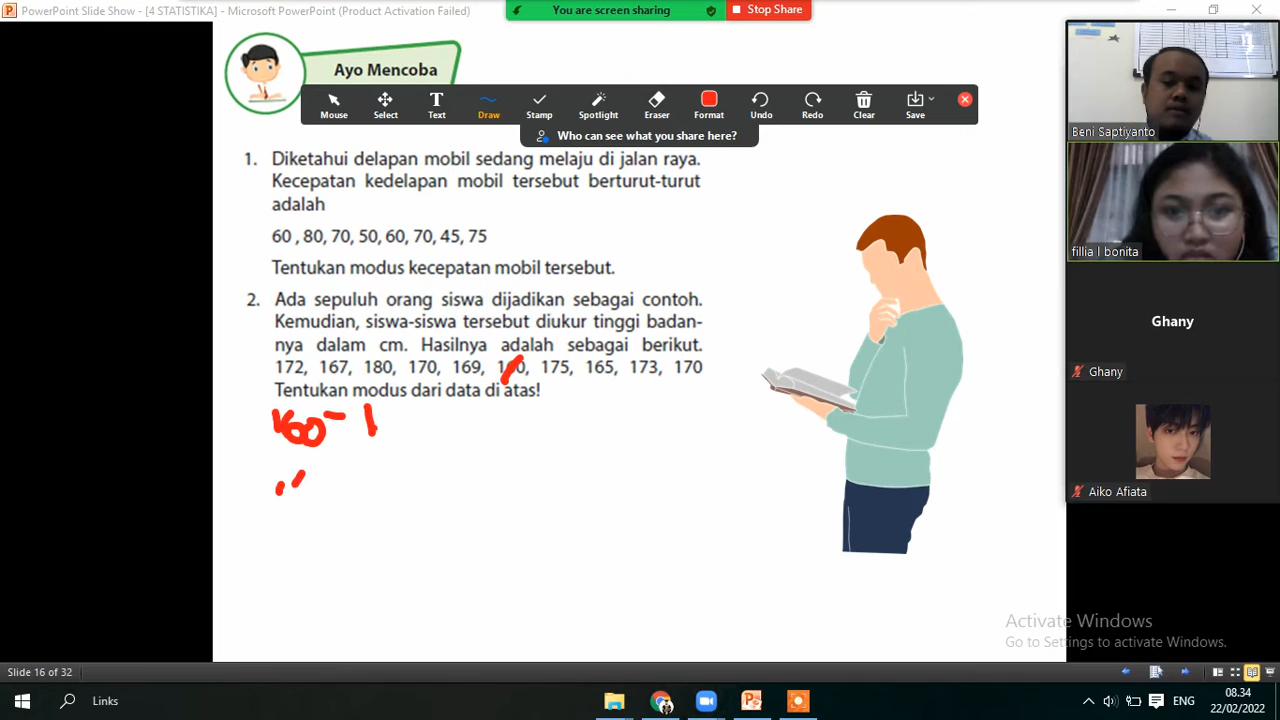 PowerPoint Slide Show - [4 STATISTIKA] - Microsoft PowerPoint (Product Activation Failed)
You are screen sharing
Stop Share
Ayo Mencoba
Mouse
Select
Text
Draw
Stamp
Spotlight
Eraser
Format
Undo
Redo
Clear
Save
Who can see what you share here?
1. Diketahui delapan mobil sedang melaju di jalan raya.
Kecepatan kedelapan mobil tersebut berturut-turut
adalah
60 , 80, 70, 50, 60, 70, 45, 75
Tentukan modus kecepatan mobil tersebut.
2. Ada sepuluh orang siswa dijadikan sebagai contoh.
Kemudian, siswa-siswa tersebut diukur tinggi badan-
nya dalam cm. Hasilnya adalah sebagai berikut.
172, 167, 180, 170, 169, 160, 175, 165, 173, 170
Tentukan modus dari data di atas!
160 - 1
Beni Saptiyanto
fillia l bonita
Ghany
Ghany
Aiko Afiata
Activate Windows
Go to Settings to activate Windows.
Slide 16 of 32
Links
ENG
08.34
22/02/2022